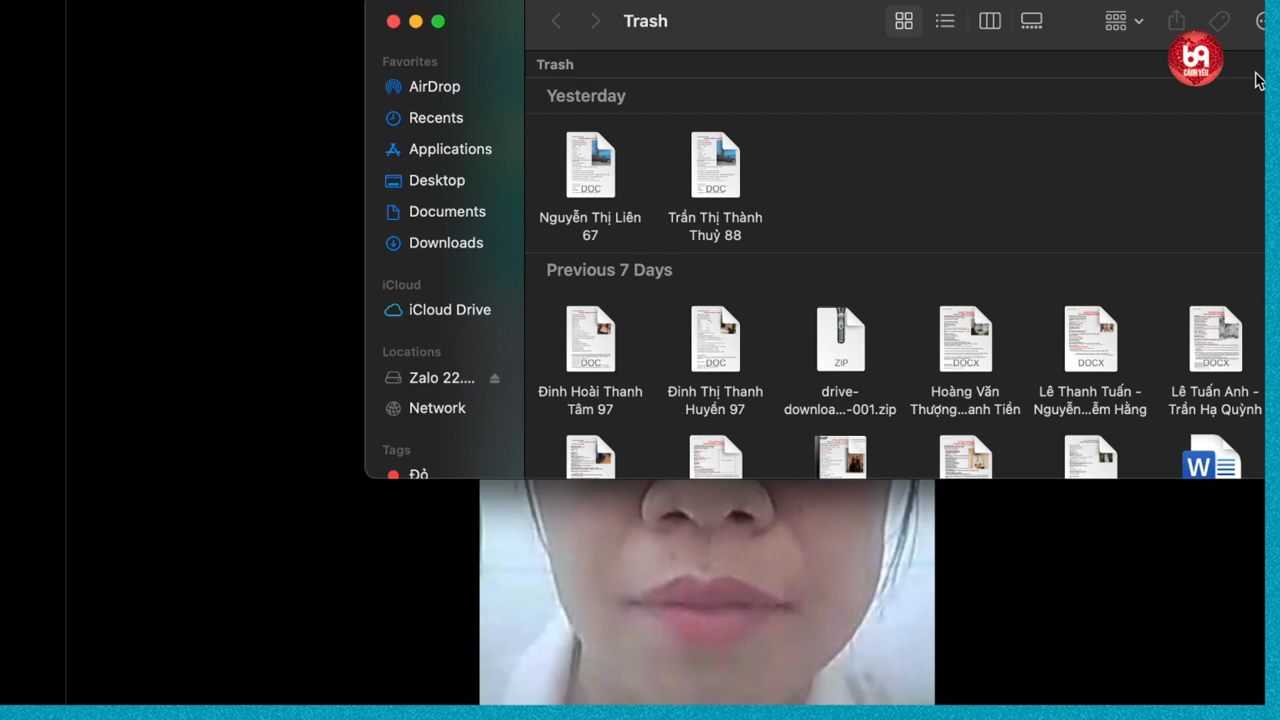 Trash
Trash
Favorites
AirDrop
Recents
Applications
Desktop
Documents
Downloads
iCloud
iCloud Drive
Locations
Zalo 22....
Network
Tags
Đỏ
Yesterday
DOC
DOC
Nguyễn Thị Liên
67
Trần Thị Thành
Thuỷ 88
Previous 7 Days
DOC
DOC
ZIP
DOCX
DOCX
DOCX
Đinh Hoài Thanh
Tâm 97
Đinh Thị Thanh
Huyền 97
drive-
downloa...-001.zip
Hoàng Văn
Thượng...anh Tiền
Lê Thanh Tuấn -
Nguyễn...ễm Hằng
Lê Tuấn Anh -
Trần Hạ Quỳnh
W
CÁCH YÊU